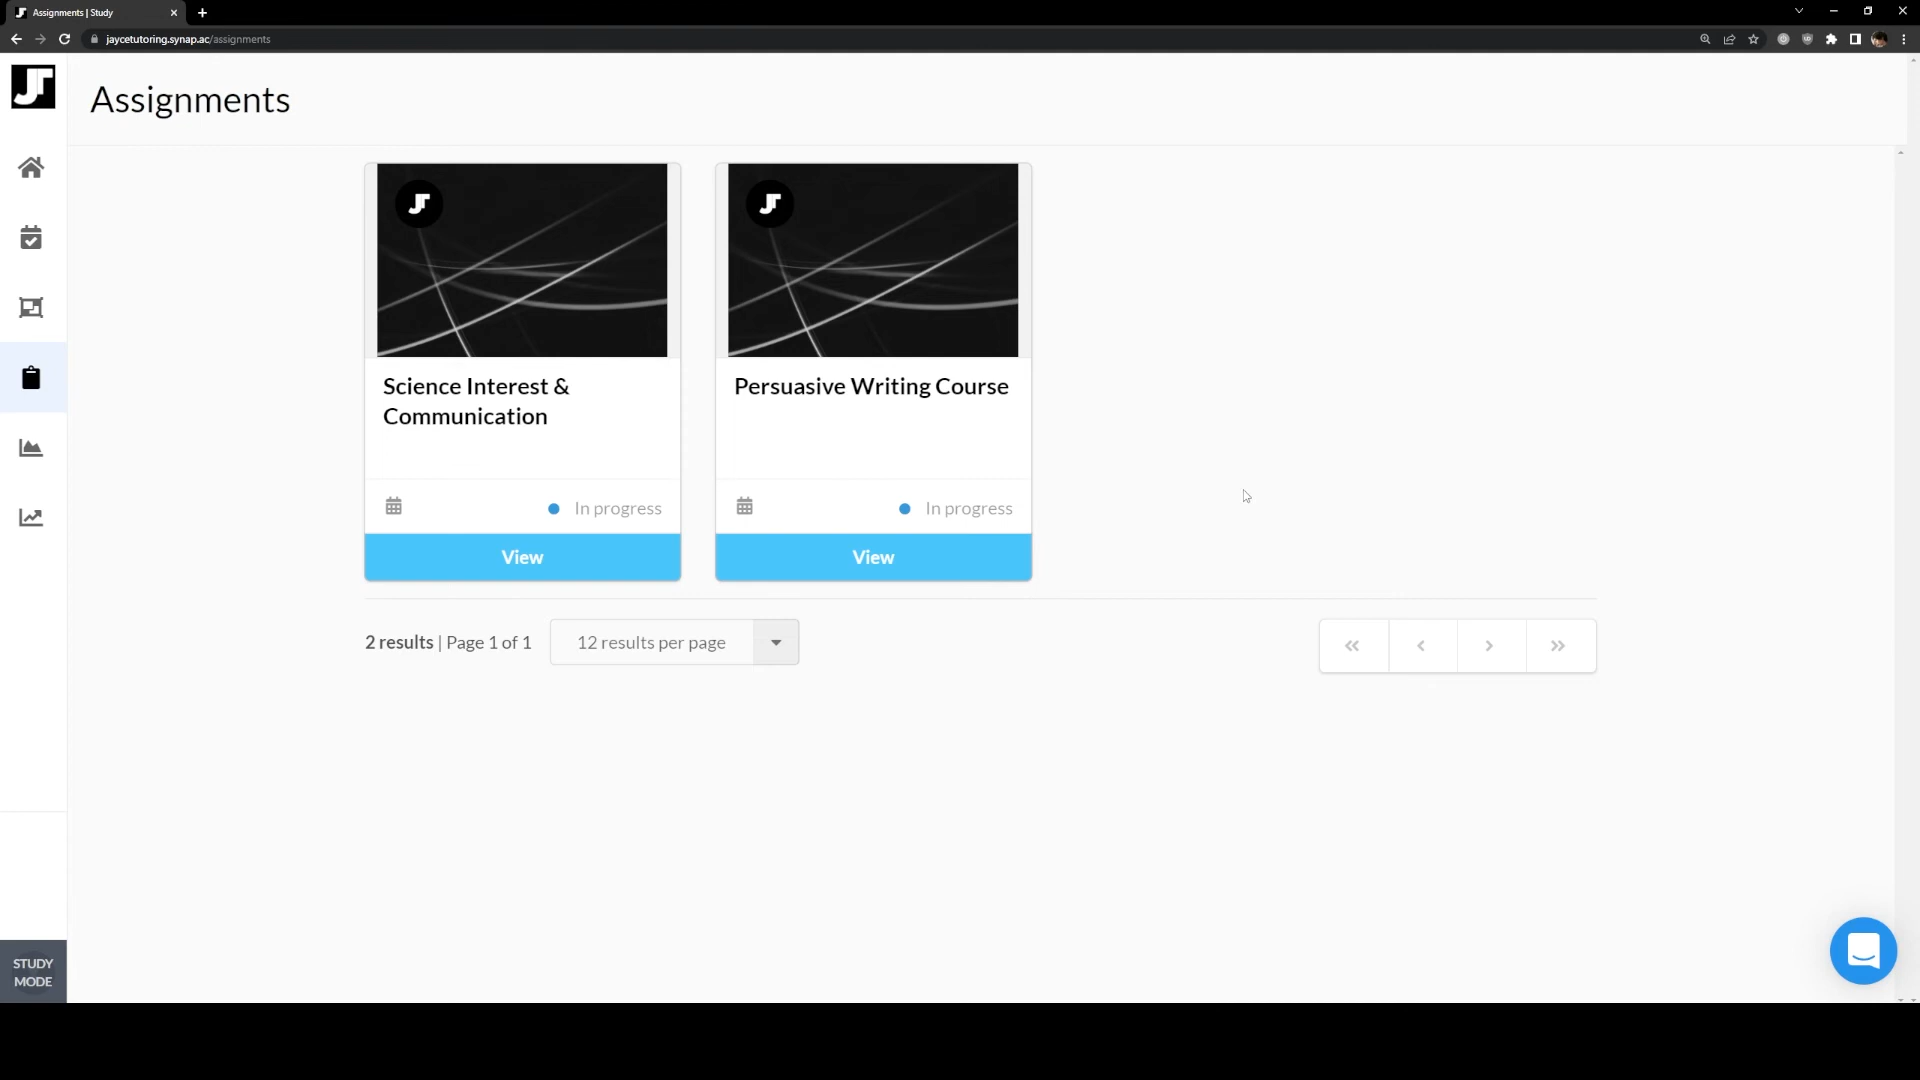 Assignments | Study
jaycetutoring.synap.ac/assignments
Assignments
Science Interest &
Communication
In progress
View
Persuasive Writing Course
In progress
View
2 results | Page 1 of 1
12 results per page
STUDY
MODE